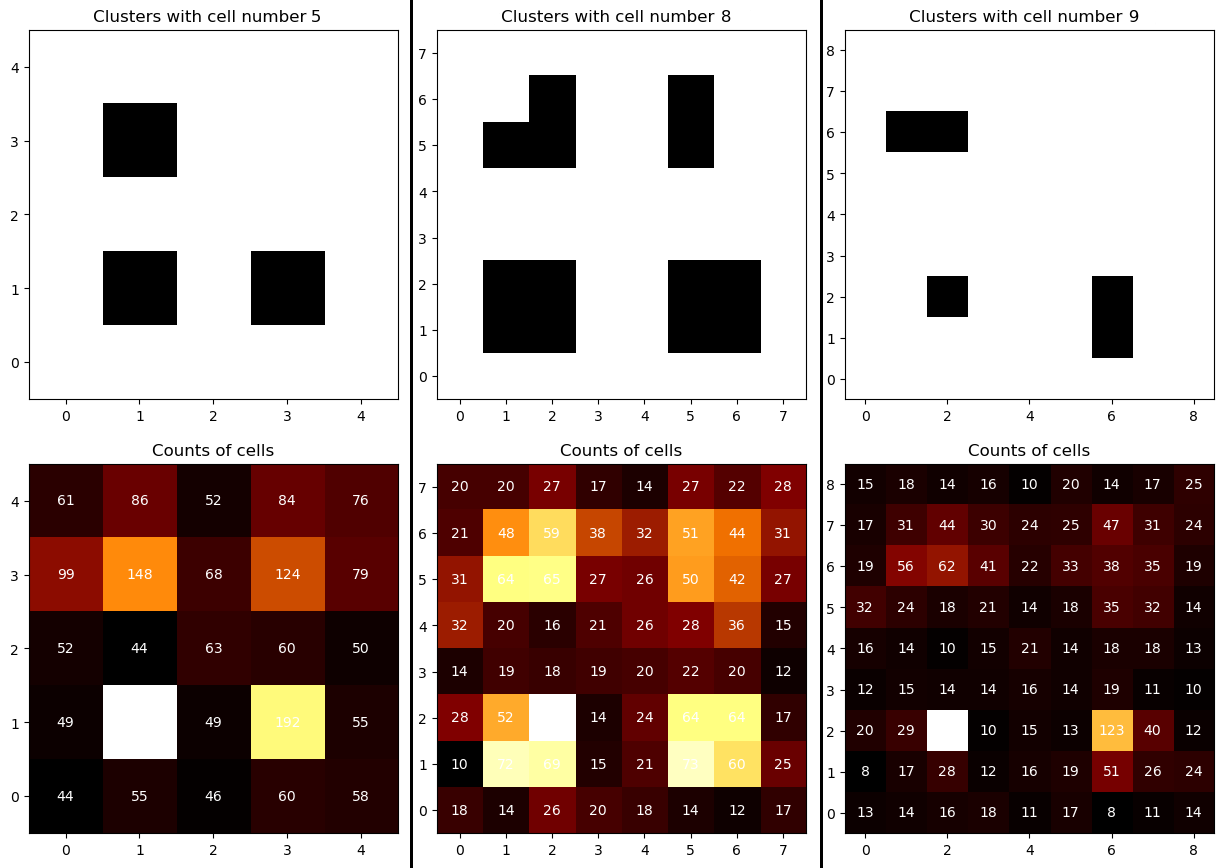 Clusters with cell number 5
4
3
2
1
0
0 1 2 3 4
Counts of cells
4 61 86 52 84 76
3 99 148 68 124 79
2 52 44 63 60 50
1 49 49 192 55
0 44 55 46 60 58
0 1 2 3 4
Clusters with cell number 8
7
6
5
4
3
2
1
0
0 1 2 3 4 5 6 7
Counts of cells
7 20 20 27 17 14 27 22 28
6 21 48 59 38 32 51 44 31
5 31 64 65 27 26 50 42 27
4 32 20 16 21 26 28 36 15
3 14 19 18 19 20 22 20 12
2 28 52 14 24 64 64 17
1 10 72 69 15 21 73 60 25
0 18 14 26 20 18 14 12 17
0 1 2 3 4 5 6 7
Clusters with cell number 9
8
7
6
5
4
3
2
1
0
0 2 4 6 8
Counts of cells
8 15 18 14 16 10 20 14 17 25
7 17 31 44 30 24 25 47 31 24
6 19 56 62 41 22 33 38 35 19
5 32 24 18 21 14 18 35 32 14
4 16 14 10 15 21 14 18 18 13
3 12 15 14 14 16 14 19 11 10
2 20 29 10 15 13 123 40 12
1 8 17 28 12 16 19 51 26 24
0 13 14 16 18 11 17 8 11 14
0 2 4 6 8